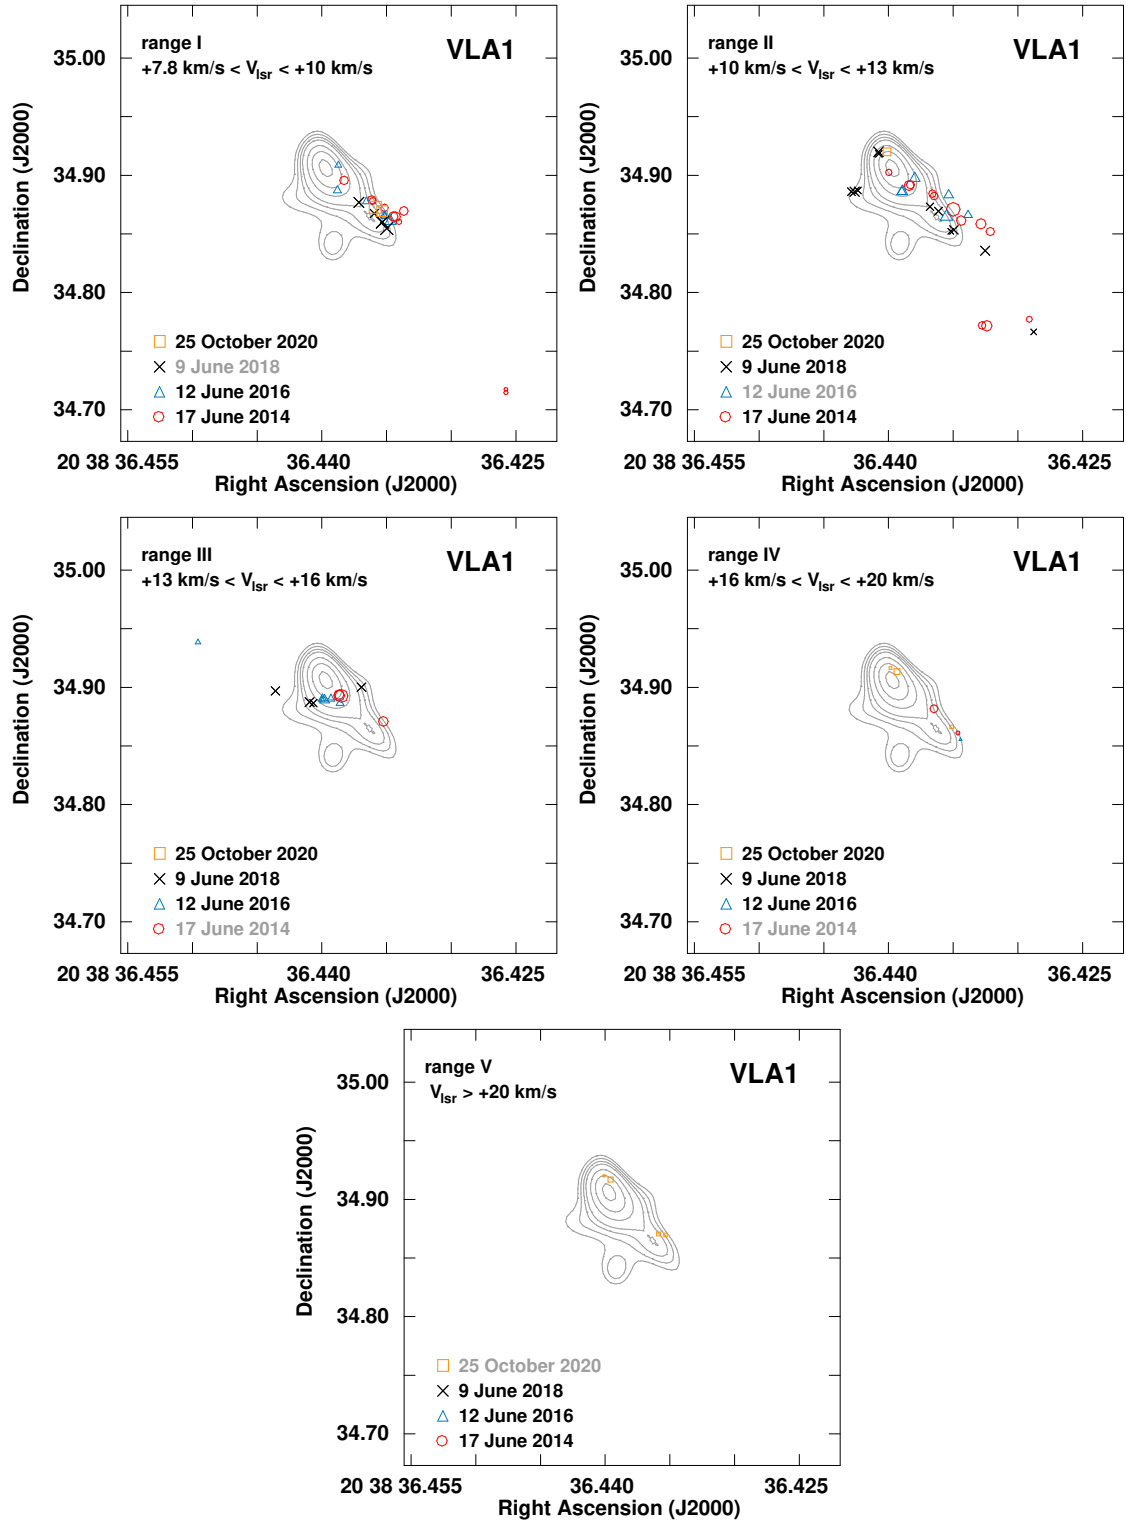 range I
VLA1
+7.8 km/s < Vlsr < +10 km/s
35.00
34.90
34.80
34.70
Declination (J2000)
25 October 2020
9 June 2018
12 June 2016
17 June 2014
20 38 36.455 36.440 36.425
Right Ascension (J2000)
range II
VLA1
+10 km/s < Vlsr < +13 km/s
35.00
34.90
34.80
34.70
Declination (J2000)
25 October 2020
9 June 2018
12 June 2016
17 June 2014
20 38 36.455 36.440 36.425
Right Ascension (J2000)
range III
VLA1
+13 km/s < Vlsr < +16 km/s
35.00
34.90
34.80
34.70
Declination (J2000)
25 October 2020
9 June 2018
12 June 2016
17 June 2014
20 38 36.455 36.440 36.425
Right Ascension (J2000)
range IV
VLA1
+16 km/s < Vlsr < +20 km/s
35.00
34.90
34.80
34.70
Declination (J2000)
25 October 2020
9 June 2018
12 June 2016
17 June 2014
20 38 36.455 36.440 36.425
Right Ascension (J2000)
range V
VLA1
Vlsr > +20 km/s
35.00
34.90
34.80
34.70
Declination (J2000)
25 October 2020
9 June 2018
12 June 2016
17 June 2014
20 38 36.455 36.440 36.425
Right Ascension (J2000)